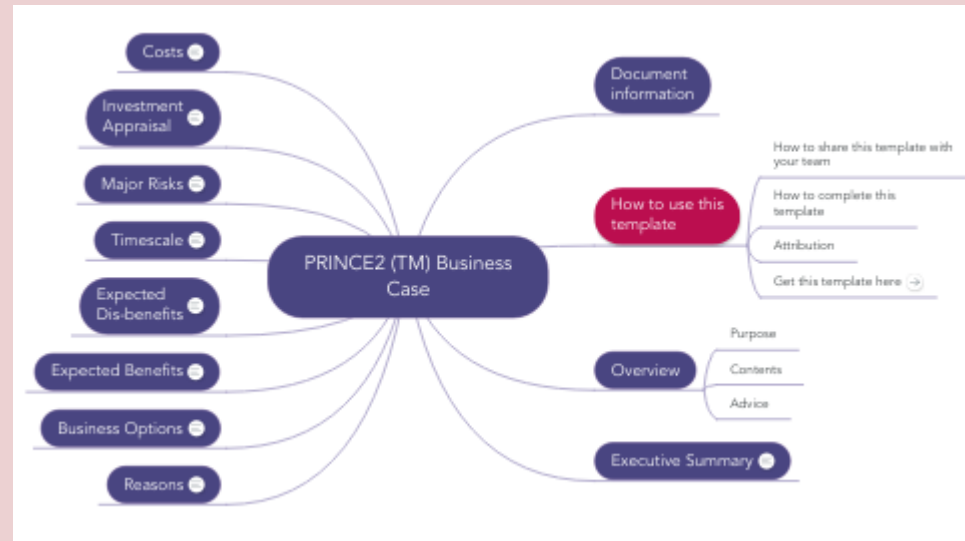 Costs
Investment
Appraisal
Major Risks
Timescale
Expected
Dis-benefits
Expected Benefits
Business Options
Reasons
PRINCE2 (TM) Business
Case
Document
information
How to use this
template
How to share this template with
your team
How to complete this
template
Attribution
Get this template here
Overview
Purpose
Contents
Advice
Executive Summary